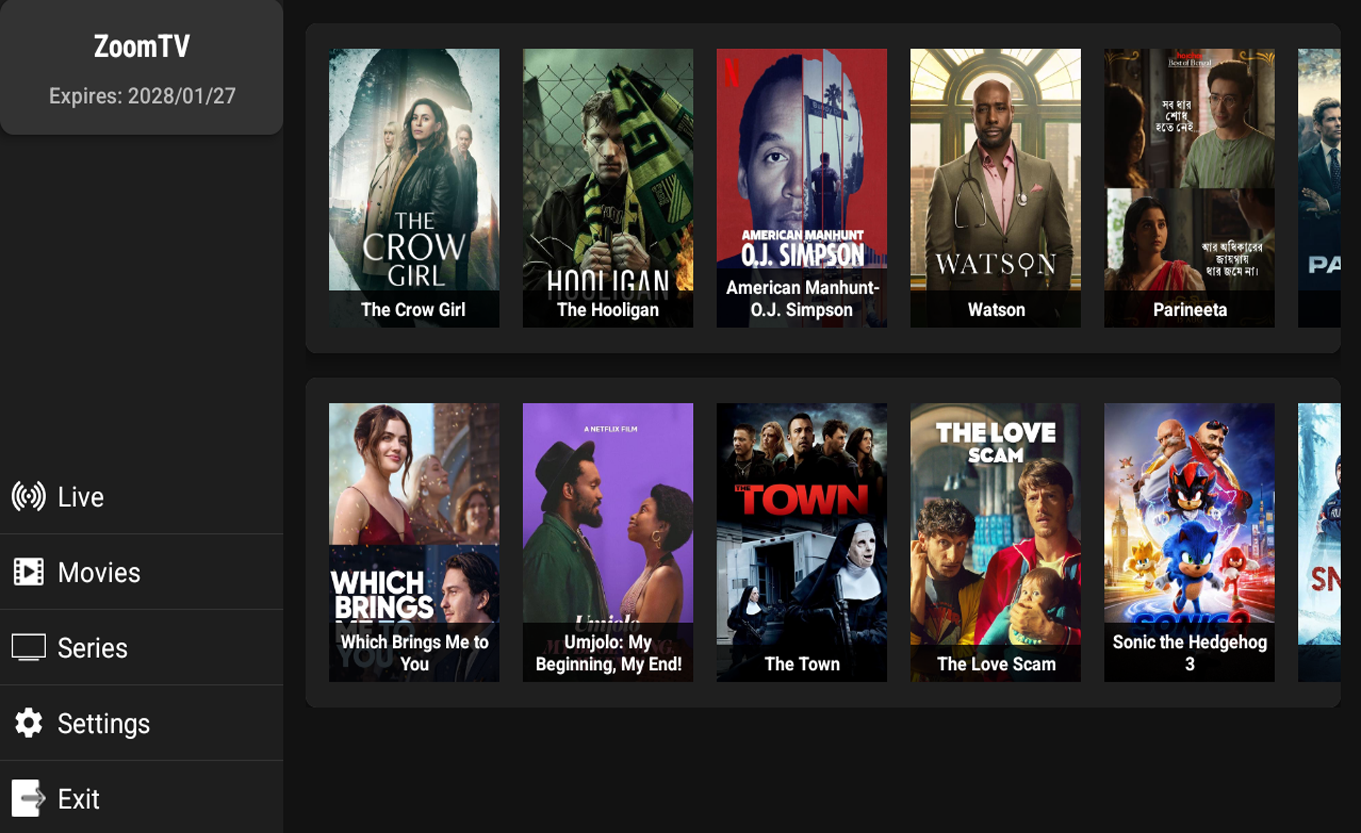 ZoomTV
Expires: 2028/01/27
Live
Movies
Series
Settings
Exit
THE
CROW
GIRL
The Crow Girl
HOOLIGAN
The Hooligan
N
AMERICAN MANHUNT
O.J. SIMPSON
American Manhunt-
O.J. Simpson
WATSON
Watson
Best of Bengal
সব ধার
শোধ
হতে নেই...
আর অধিকারের
জায়গায়
ধার জমে না।
Parineeta
PA
WHICH
BRINGS
ME TO
YOU
Which Brings Me to
You
A NETFLIX FILM
Umjolo
Umjolo: My
Beginning, My End!
THE
TOWN
The Town
THE LOVE
SCAM
The Love Scam
SONIC 3
Sonic the Hedgehog
3
SN